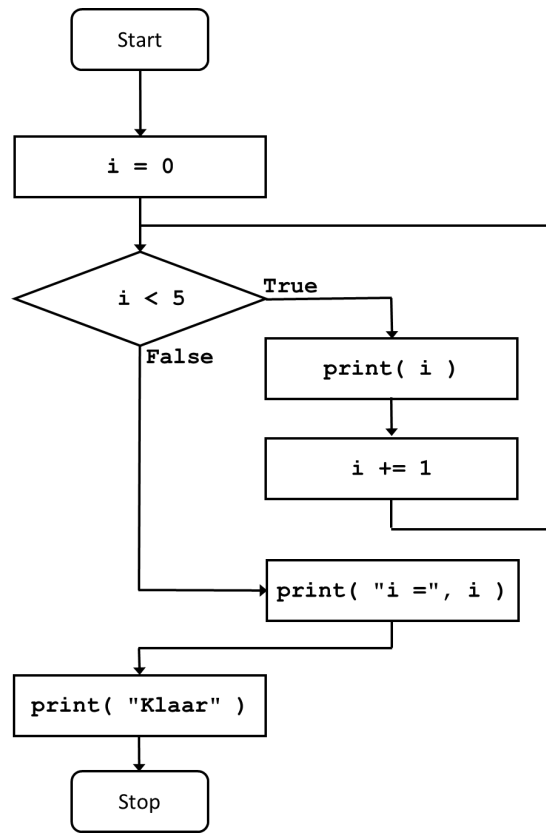 Start
i = 0
i < 5
True
False
print( i )
i += 1
print( "i =", i )
print( "Klaar" )
Stop